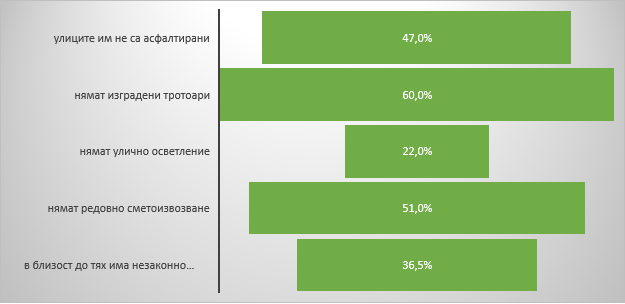 улиците им не са асфалтирани 47,0%
нямат изградени тротоари 60,0%
нямат улично осветление 22,0%
нямат редовно сметоизвозване 51,0%
в близост до тях има незаконно... 36,5%